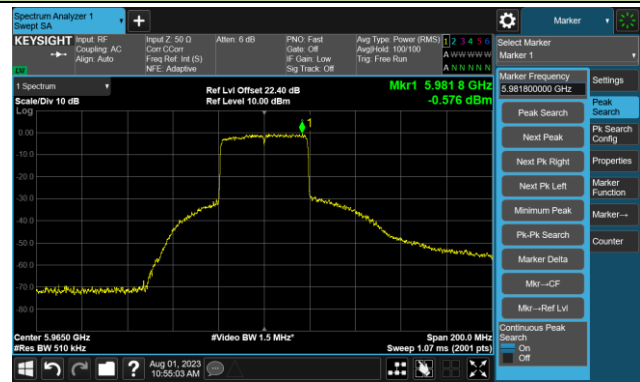 Spectrum Analyzer 1
Swept SA
+
Marker
KEYSIGHT
Input: RF
Coupling: AC
Align: Auto
Input Z: 50 Ω
Corr CCorr
Freq Ref: Int (S)
NFE: Adaptive
Atten: 6 dB
PNO: Fast
Gate: Off
IF Gain: Low
Sig Track: Off
Avg Type: Power (RMS)
Avg|Hold: 100/100
Trig: Free Run
1 2 3 4 5 6
A W W W W W
A N N N N N
LXI
Select Marker
Marker 1
1 Spectrum
Scale/Div 10 dB
Log
Ref Lvl Offset 22.40 dB
Ref Level 10.00 dBm
Mkr1 5.981 8 GHz
-0.576 dBm
1
0.00
-10.0
-20.0
-30.0
-40.0
-50.0
-60.0
-70.0
-80.0
Center 5.9650 GHz
#Res BW 510 kHz
#Video BW 1.5 MHz*
Span 200.0 MHz
Sweep 1.07 ms (2001 pts)
Marker Frequency
5.981800000 GHz
Peak Search
Next Peak
Next Pk Right
Next Pk Left
Minimum Peak
Pk-Pk Search
Marker Delta
Mkr→CF
Mkr→Ref Lvl
Continuous Peak
Search
On
Off
Settings
Peak
Search
Pk Search
Config
Properties
Marker
Function
Marker→
Counter
?
Aug 01, 2023
10:55:03 AM